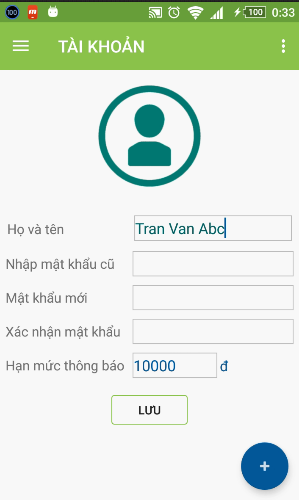 100 100 0:33
TÀI KHOẢN
Họ và tên Tran Van Abc
Nhập mật khẩu cũ
Mật khẩu mới
Xác nhận mật khẩu
Hạn mức thông báo 10000 đ
LƯU
+